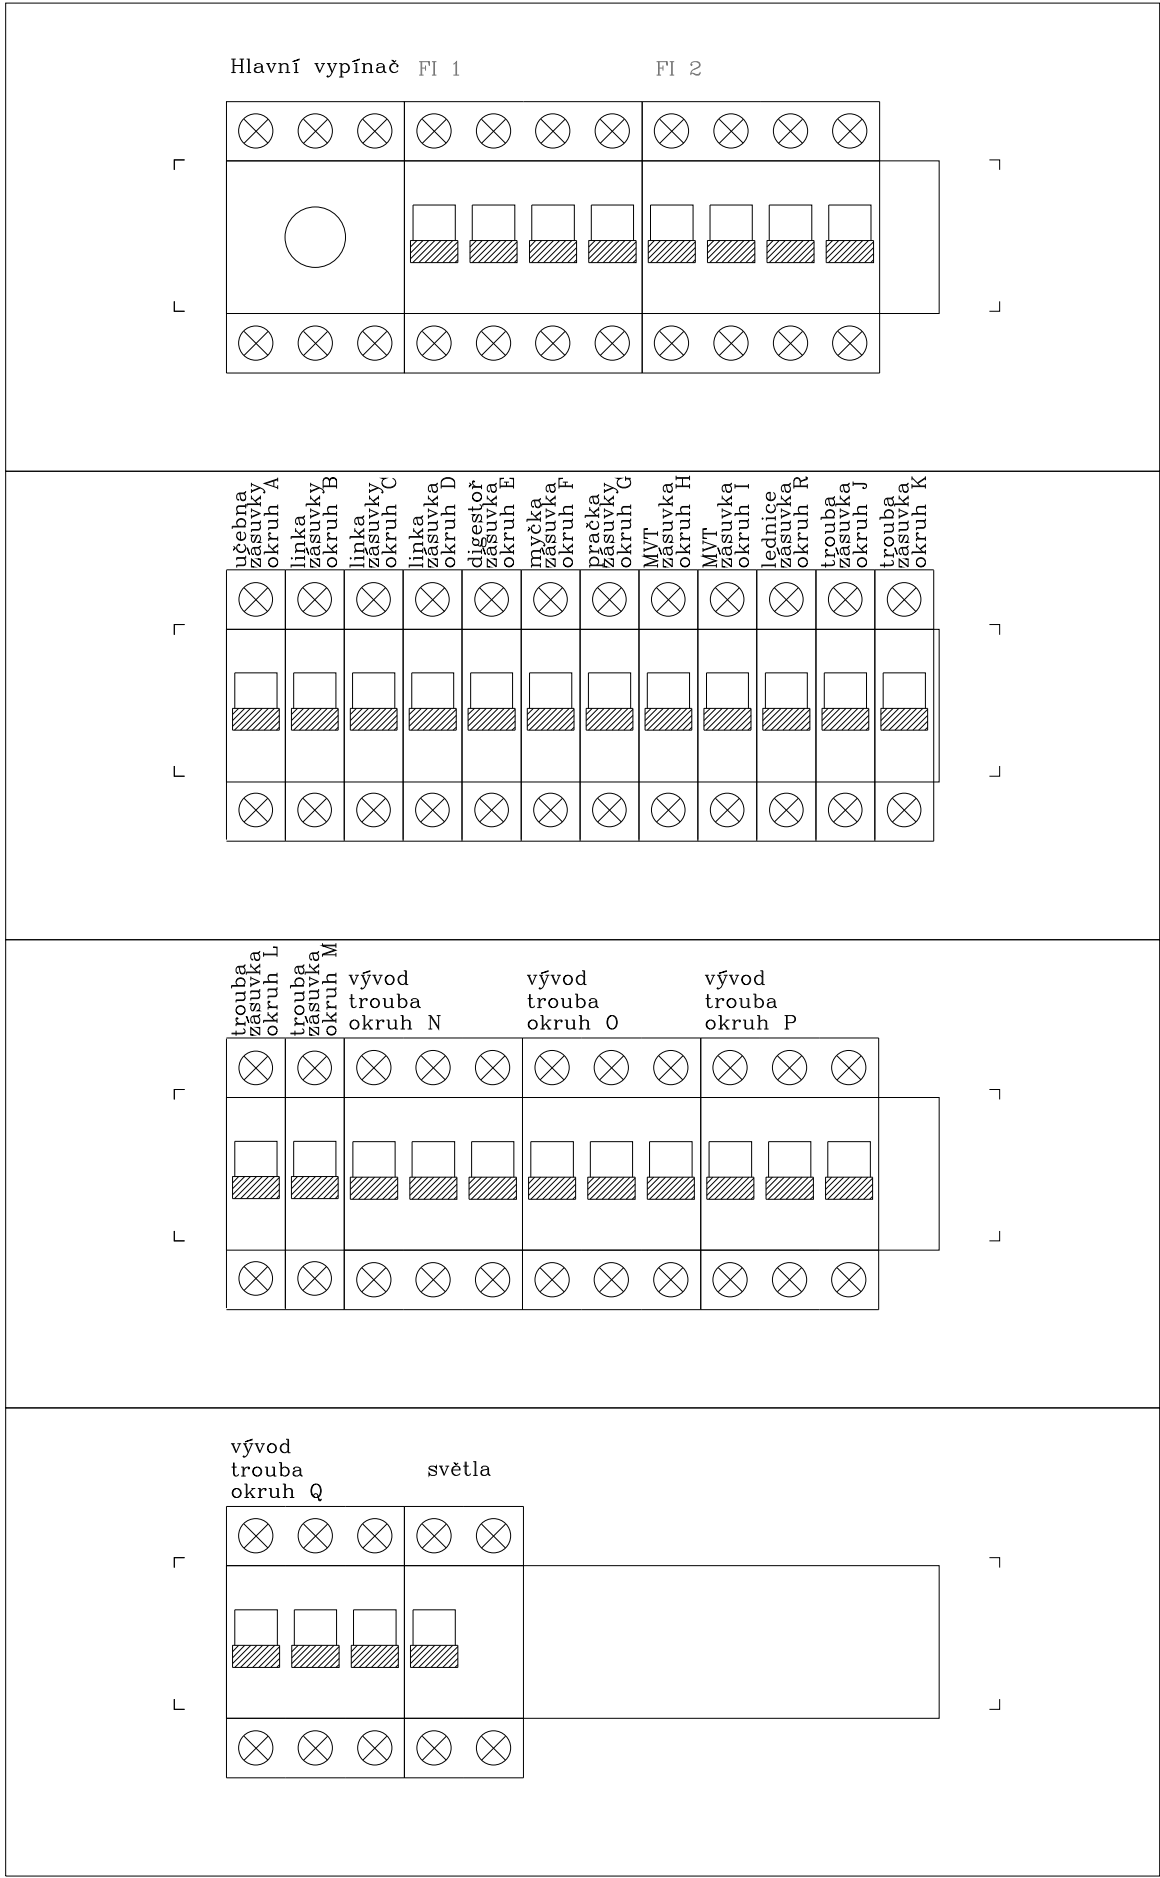 Hlavní vypínač FI 1 FI 2
učebna
zásuvky
okruh A
linka
zásuvky
okruh B
linka
zásuvky
okruh C
linka
zásuvka
okruh D
digestoř
zásuvka
okruh E
myčka
zásuvka
okruh F
pračka
zásuvky
okruh G
MVT
zásuvka
okruh H
MVT
zásuvka
okruh I
lednice
zásuvka
okruh R
trouba
zásuvka
okruh J
trouba
zásuvka
okruh K
trouba
zásuvka
okruh L
trouba
zásuvka
okruh M
vývod
trouba
okruh N
vývod
trouba
okruh O
vývod
trouba
okruh P
vývod
trouba
okruh Q
světla